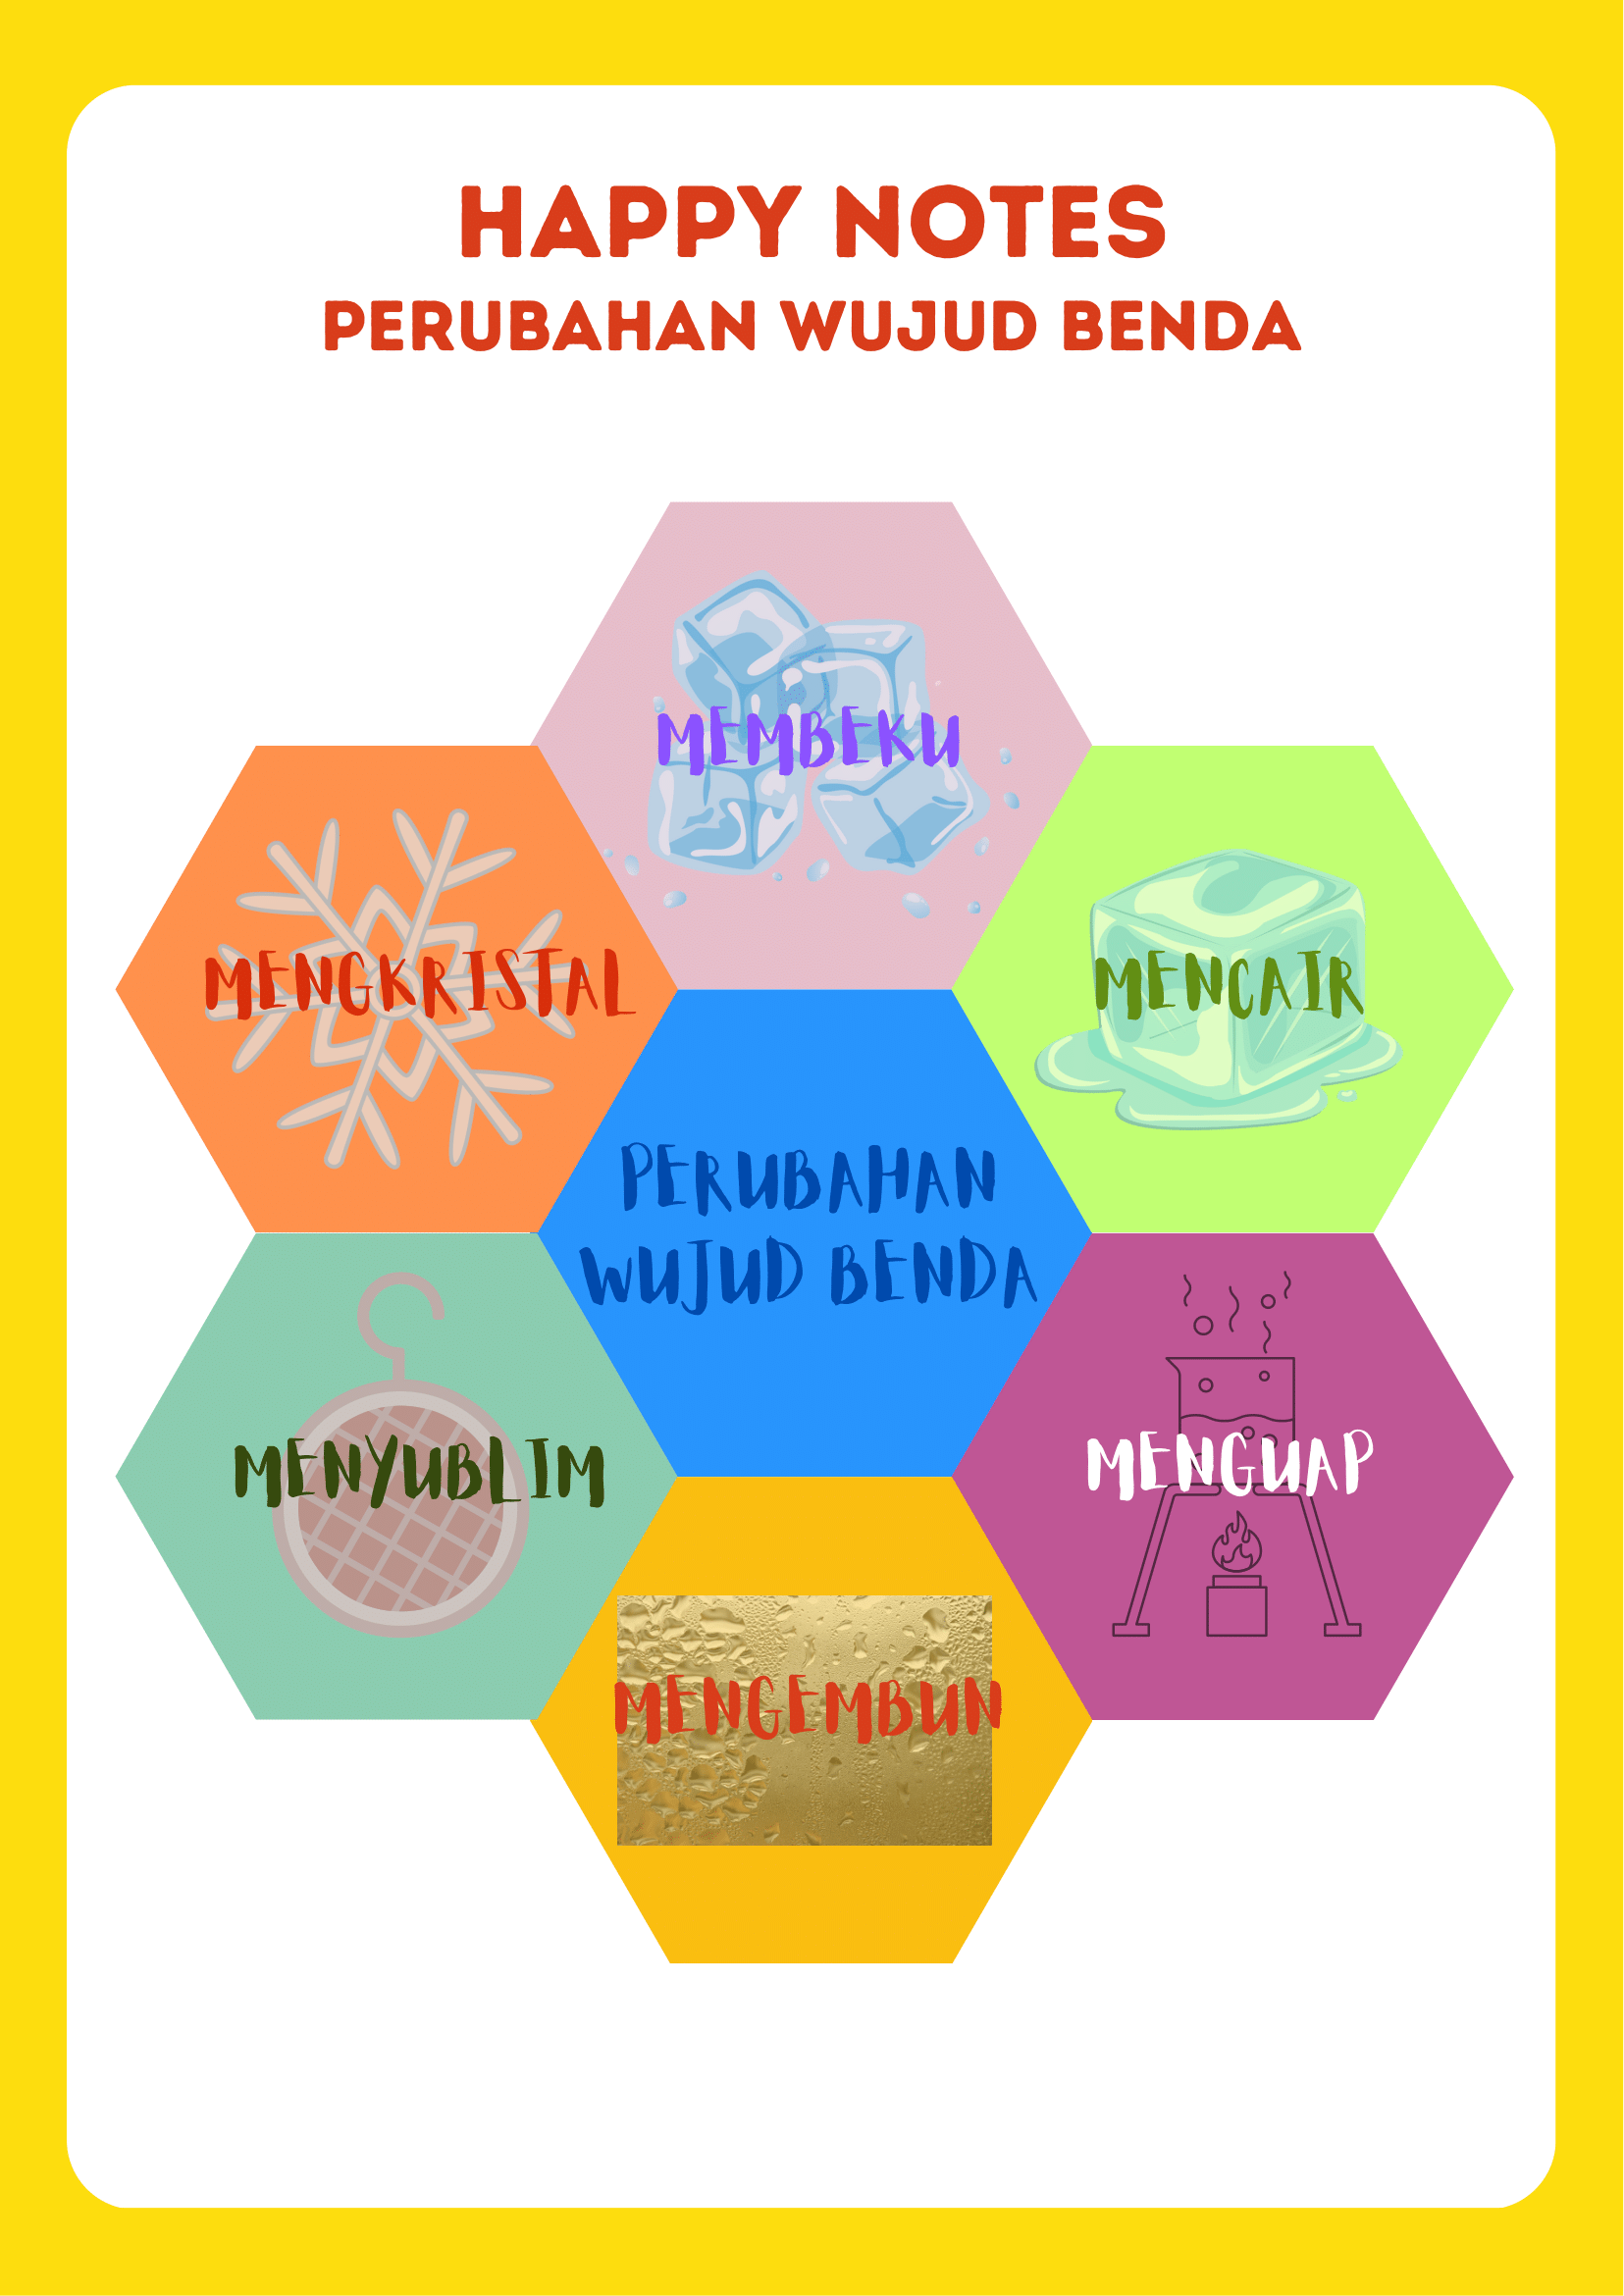 HAPPY NOTES
PERUBAHAN WUJUD BENDA
MEMBEKU
MENGKRISTAL
MENCAIR
PERUBAHAN
WUJUD BENDA
MENYUBLIM
MENGUAP
MENGEMBUN